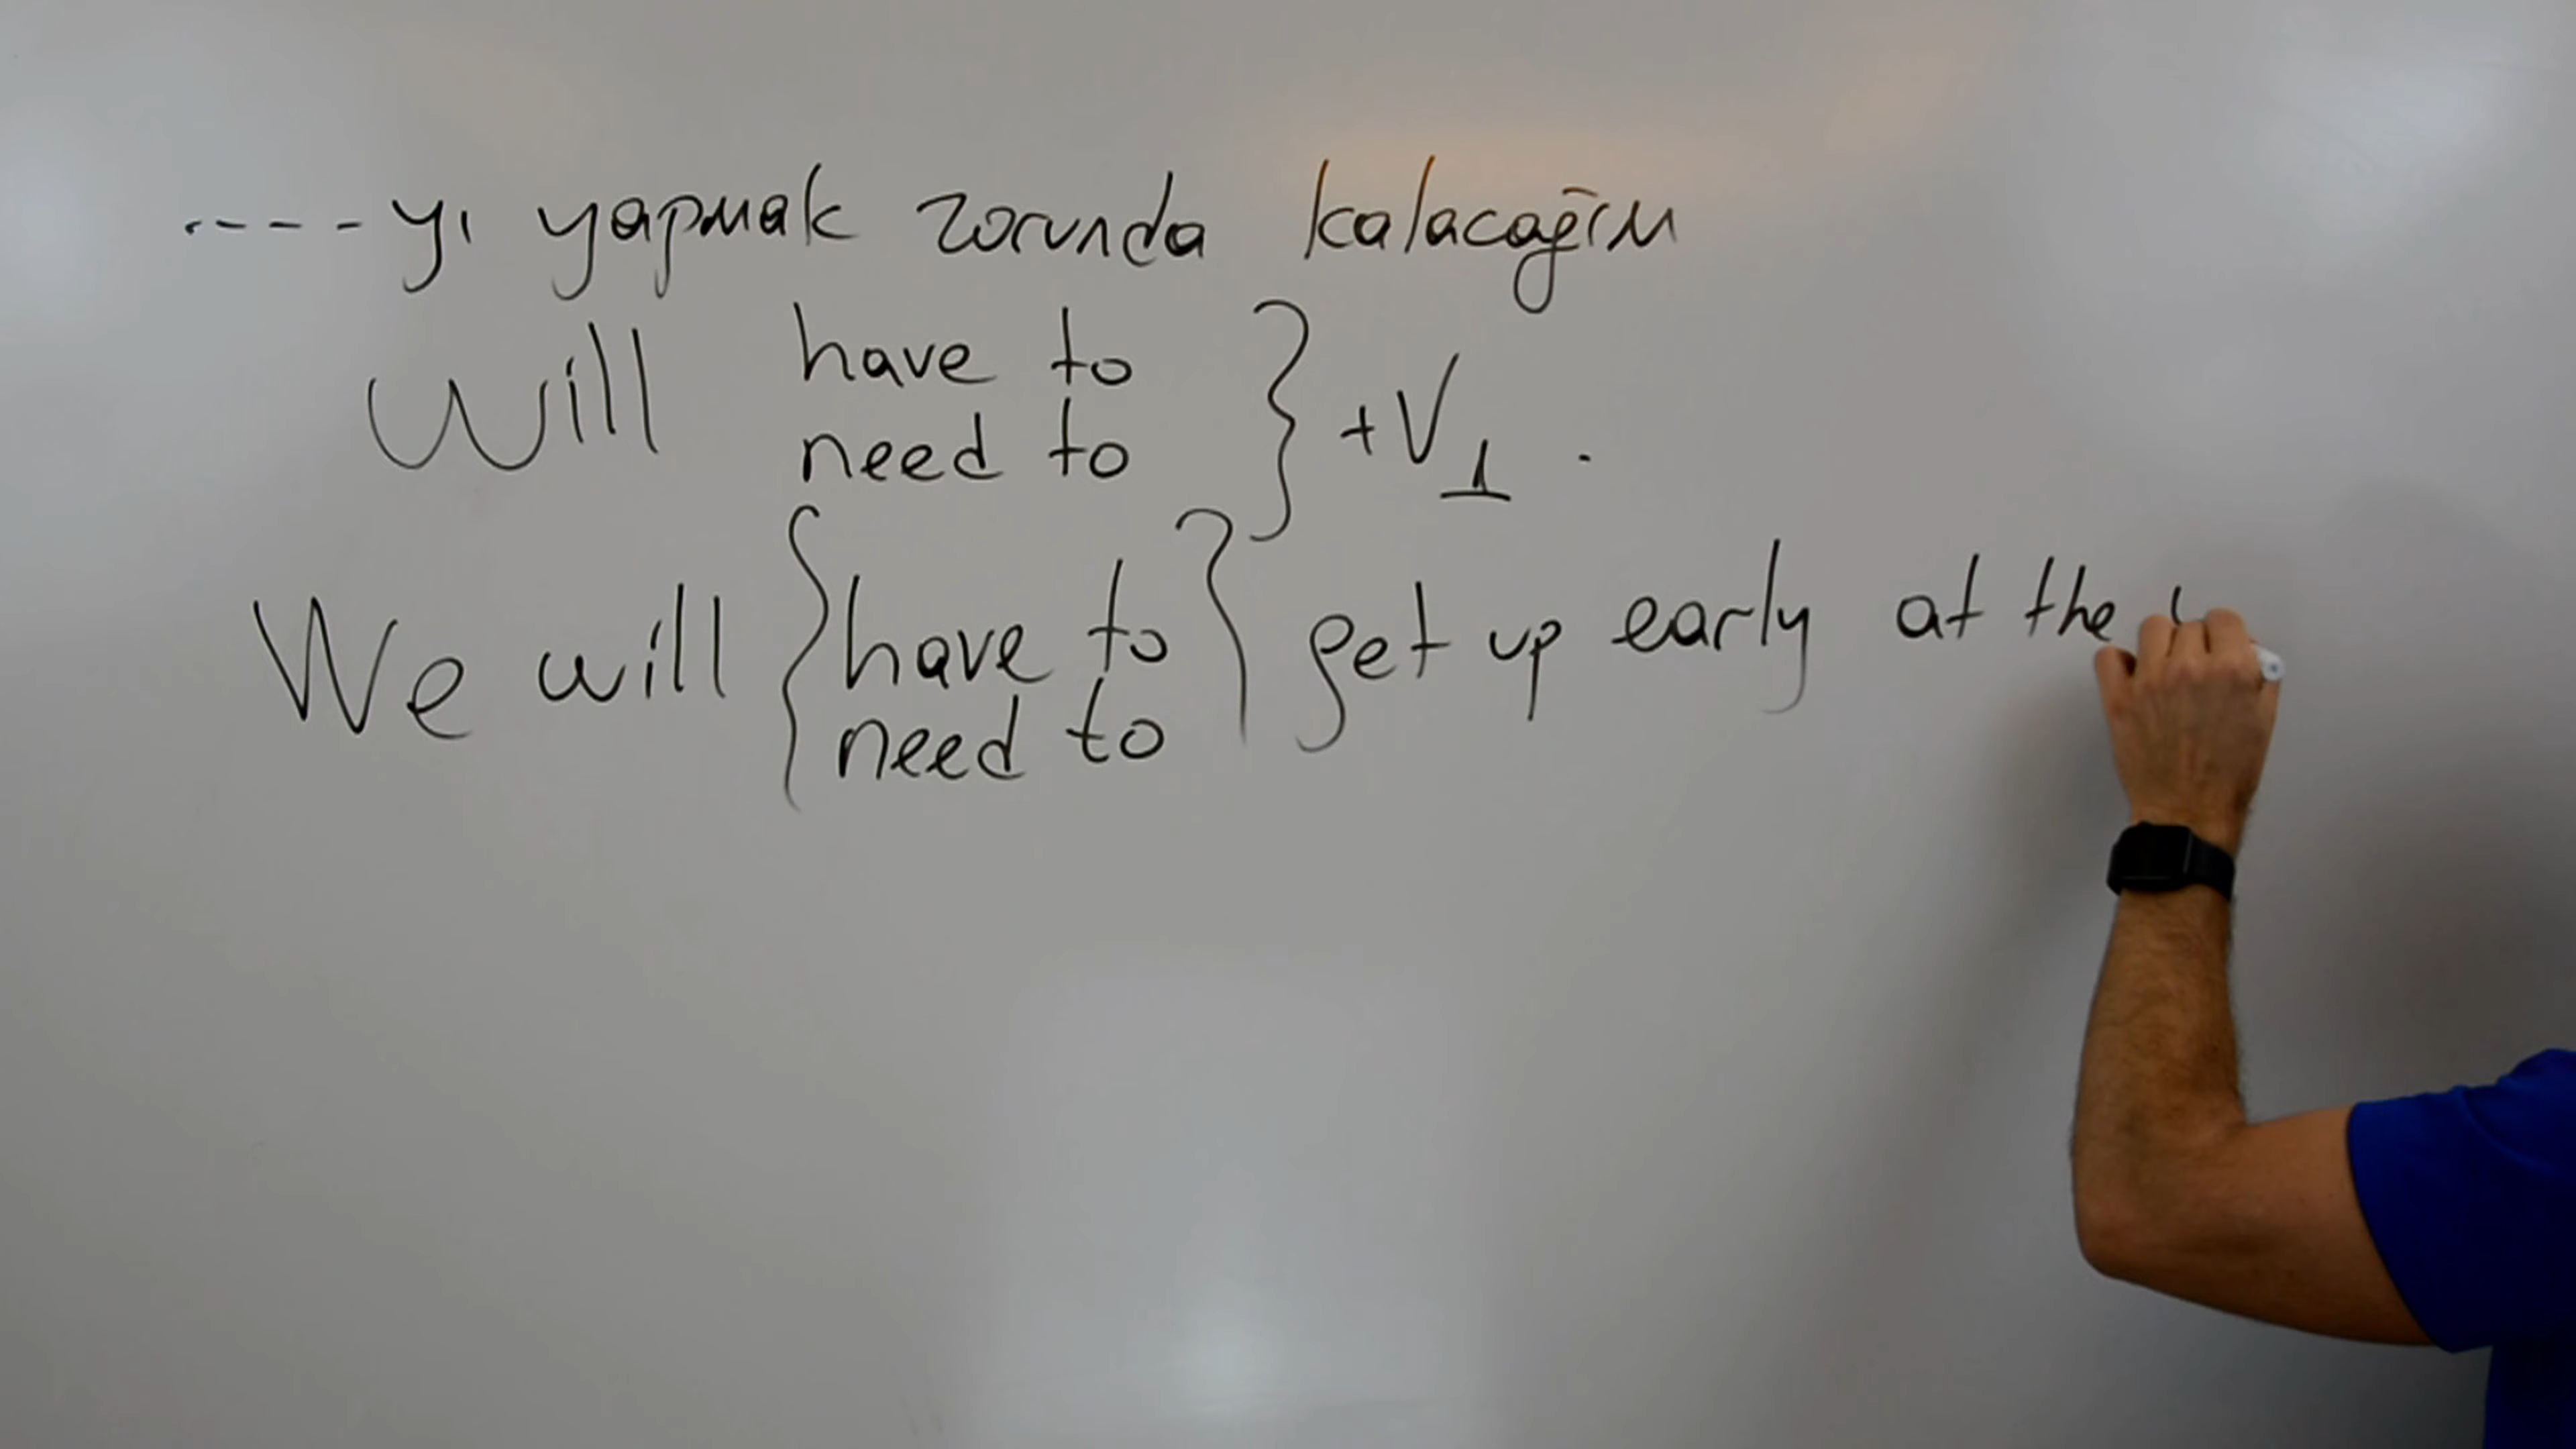 ----yı yapmak zorunda kalacağım
will have to
need to } +V1.
We will { have to } get up early at the
need to